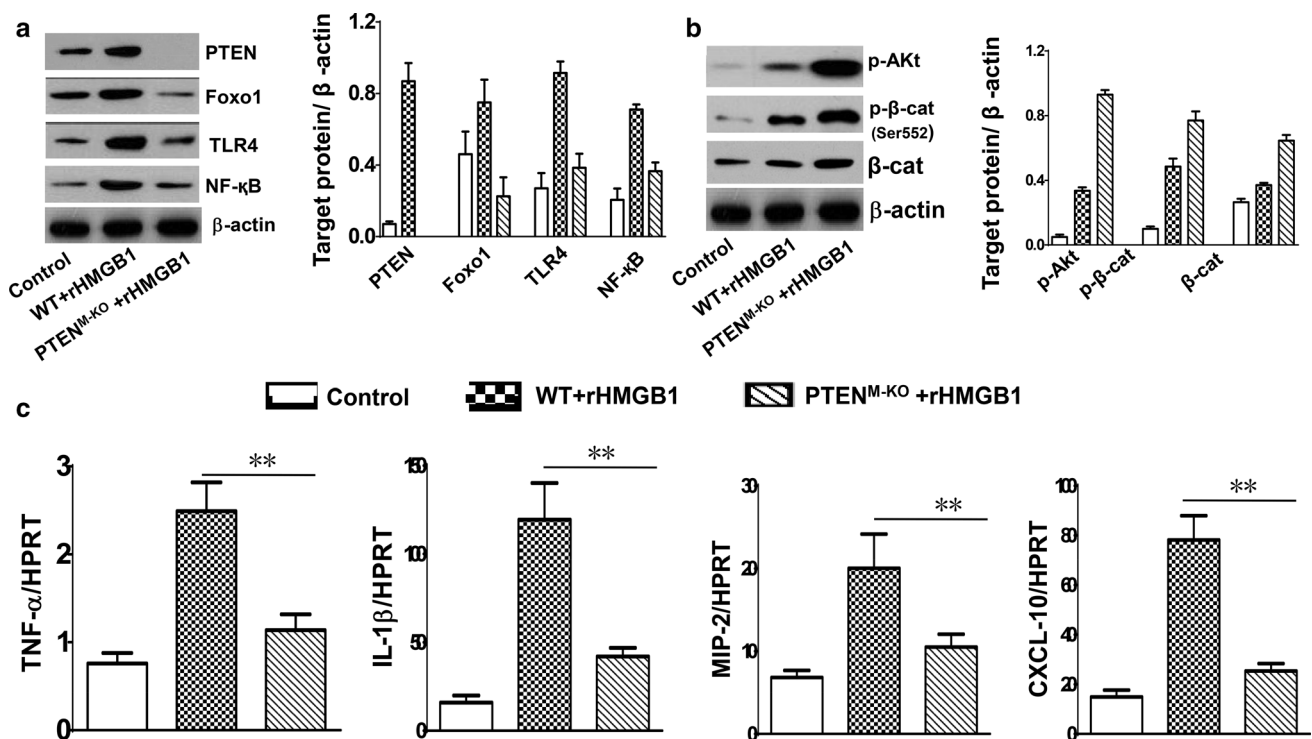 a
PTEN
Foxo1
TLR4
NF-κB
β-actin
Control
WT+rHMGB1
PTENM-KO +rHMGB1
Target protein/ β -actin
1.2
0.8
0.4
0.0
PTEN
Foxo1
TLR4
NF-κB
b
p-AKt
p-β-cat
(Ser552)
β-cat
β-actin
Control
WT+rHMGB1
PTENM-KO +rHMGB1
Target protein/ β -actin
1.2
0.8
0.4
0.0
p-Akt
p-β-cat
β-cat
Control
WT+rHMGB1
PTENM-KO +rHMGB1
c
TNF-α/HPRT
3
2
1
0
**
IL-1β/HPRT
150
100
50
0
**
MIP-2/HPRT
30
20
10
0
**
CXCL-10/HPRT
100
80
60
40
20
0
**